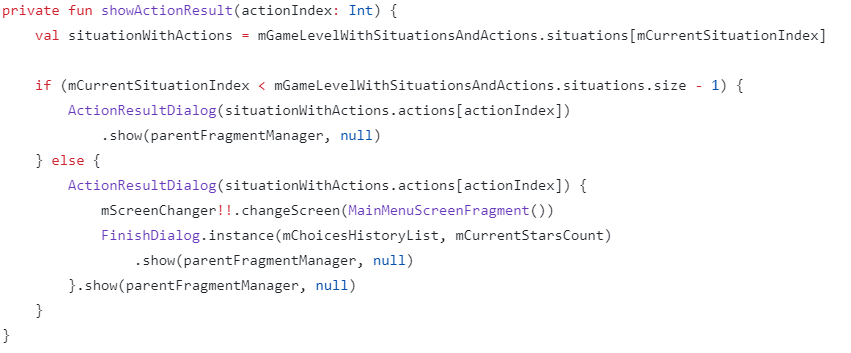 private fun showActionResult(actionIndex: Int) {
    val situationWithActions = mGameLevelWithSituationsAndActions.situations[mCurrentSituationIndex]

    if (mCurrentSituationIndex < mGameLevelWithSituationsAndActions.situations.size - 1) {
        ActionResultDialog(situationWithActions.actions[actionIndex])
            .show(parentFragmentManager, null)
    } else {
        ActionResultDialog(situationWithActions.actions[actionIndex]) {
            mScreenChanger!!.changeScreen(MainMenuScreenFragment())
            FinishDialog.instance(mChoicesHistoryList, mCurrentStarsCount)
                .show(parentFragmentManager, null)
        }.show(parentFragmentManager, null)
    }
}